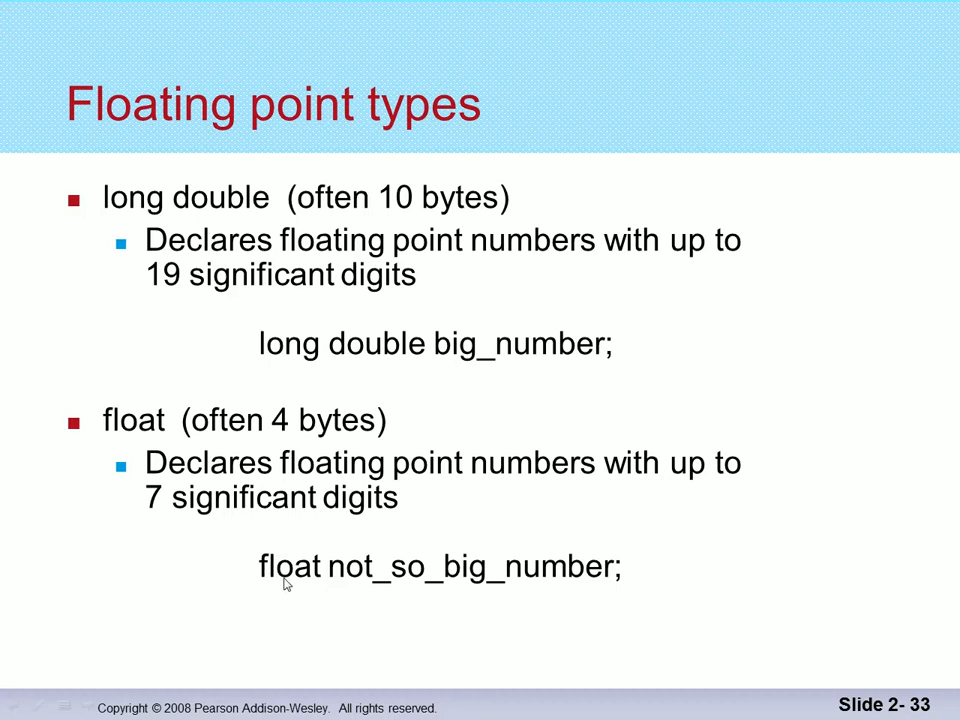 Floating point types
long double (often 10 bytes)
Declares floating point numbers with up to
19 significant digits
long double big_number;
float (often 4 bytes)
Declares floating point numbers with up to
7 significant digits
float not_so_big_number;
Copyright © 2008 Pearson Addison-Wesley. All rights reserved.
Slide 2- 33